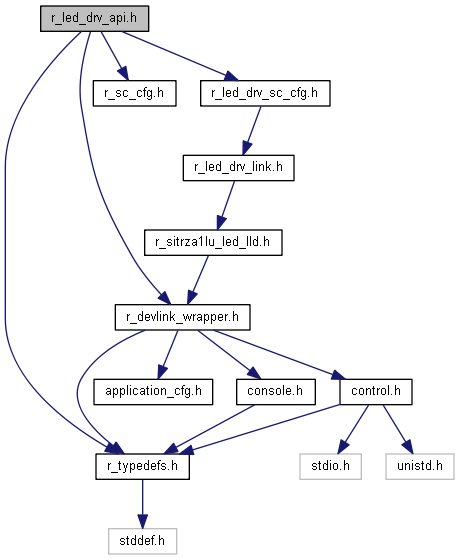 r_led_drv_api.h
r_sc_cfg.h
r_led_drv_sc_cfg.h
r_led_drv_link.h
r_sitrza1lu_led_lld.h
r_devlink_wrapper.h
application_cfg.h
console.h
control.h
r_typedefs.h
stdio.h
unistd.h
stddef.h